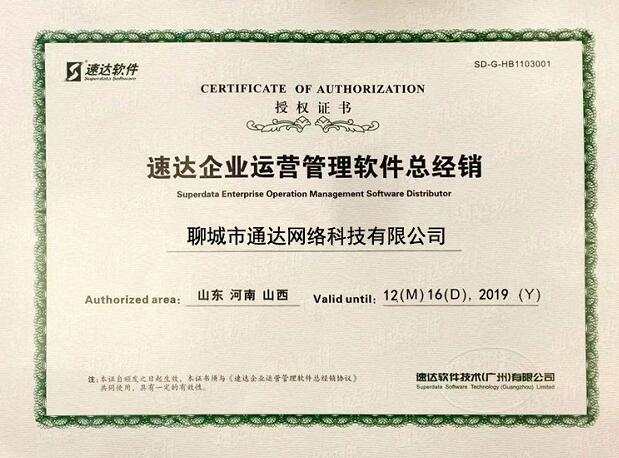 速达软件
Superdata Software
SD-G-HB1103001
CERTIFICATE OF AUTHORIZATION
授权证书
速达企业运营管理软件总经销
Superdata Enterprise Operation Management Software Distributor
聊城市通达网络科技有限公司
Authorized area: 山东 河南 山西 Valid until: 12(M)16(D), 2019 (Y)
注:本证自颁发之日起生效,本证书须与《速达企业运营管理软件总经销协议》
共同使用,具有一定的有效性。
速达软件技术(广州)有限公司
Superdata Software Technology (Guangzhou) Limited